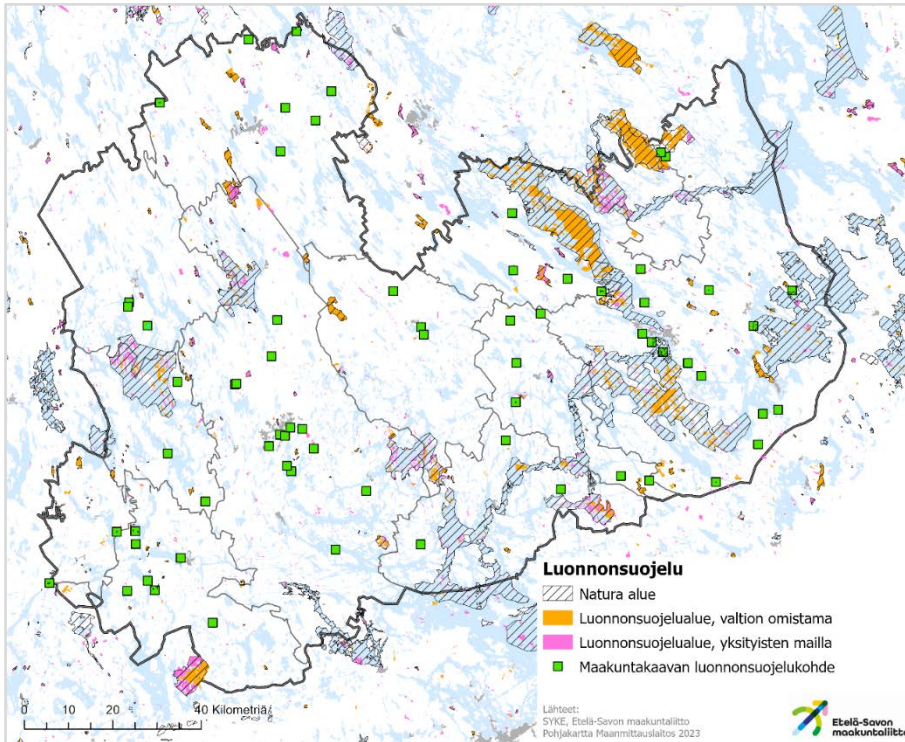 Luonnonsuojelu
Natura alue
Luonnonsuojelualue, valtion omistama
Luonnonsuojelualue, yksityisten mailla
Maakuntakaavan luonnonsuojelukohde
0 10 20 40 Kilometriä
Lähteet:
SYKE, Etelä-Savon maakuntaliitto
Pohjakartta Maanmittauslaitos 2023
Etelä-Savon
maakuntaliitto